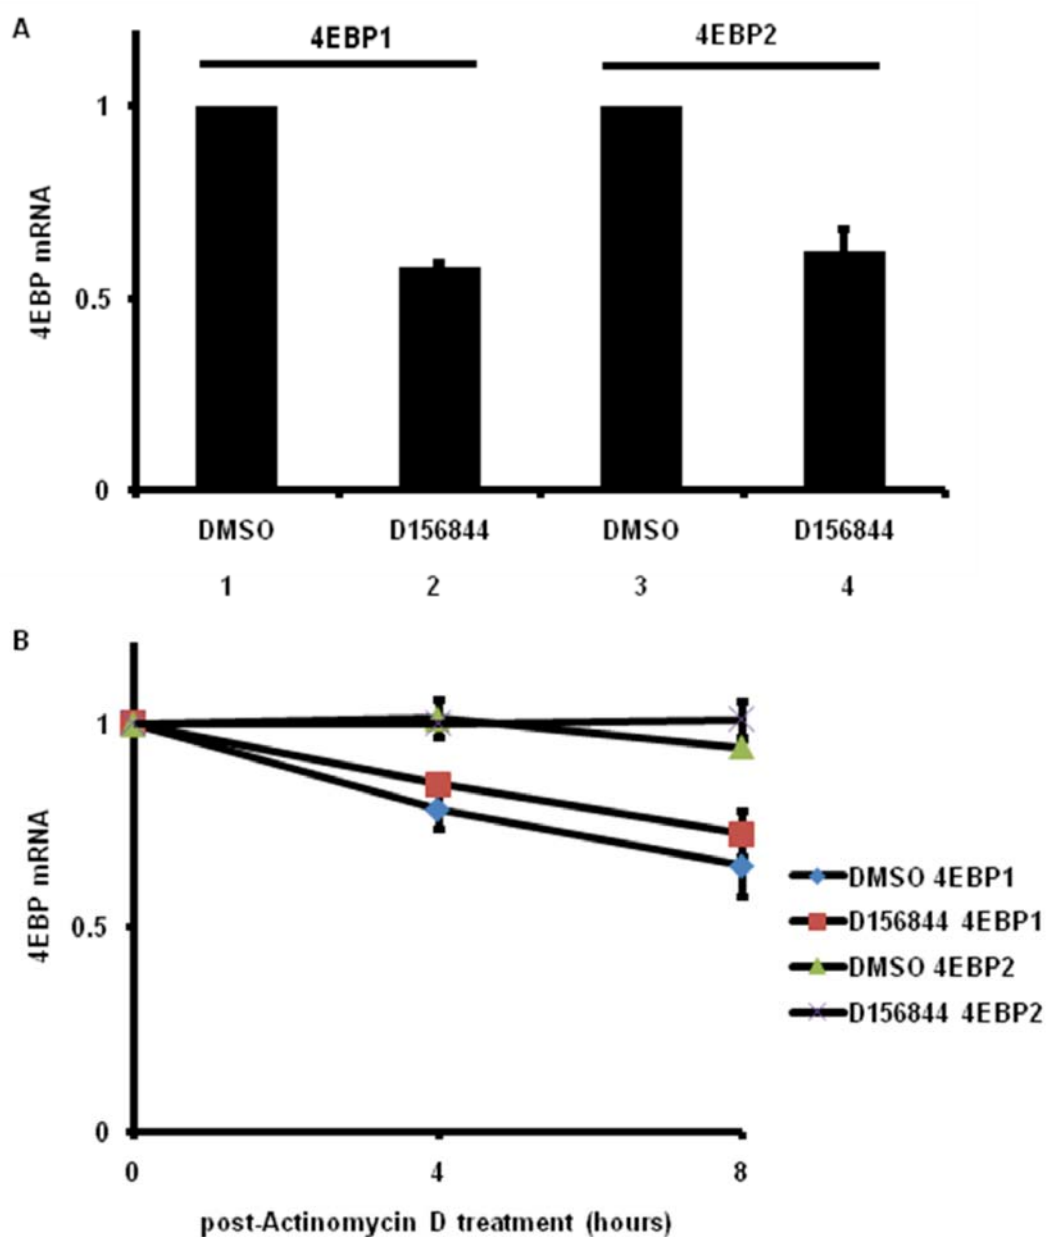 A
4EBP1 4EBP2
1
4EBP mRNA
0.5
0
DMSO D156844 DMSO D156844
1 2 3 4
B
1
4EBP mRNA
0.5
DMSO 4EBP1
D156844 4EBP1
DMSO 4EBP2
D156844 4EBP2
0
0 4 8
post-Actinomycin D treatment (hours)